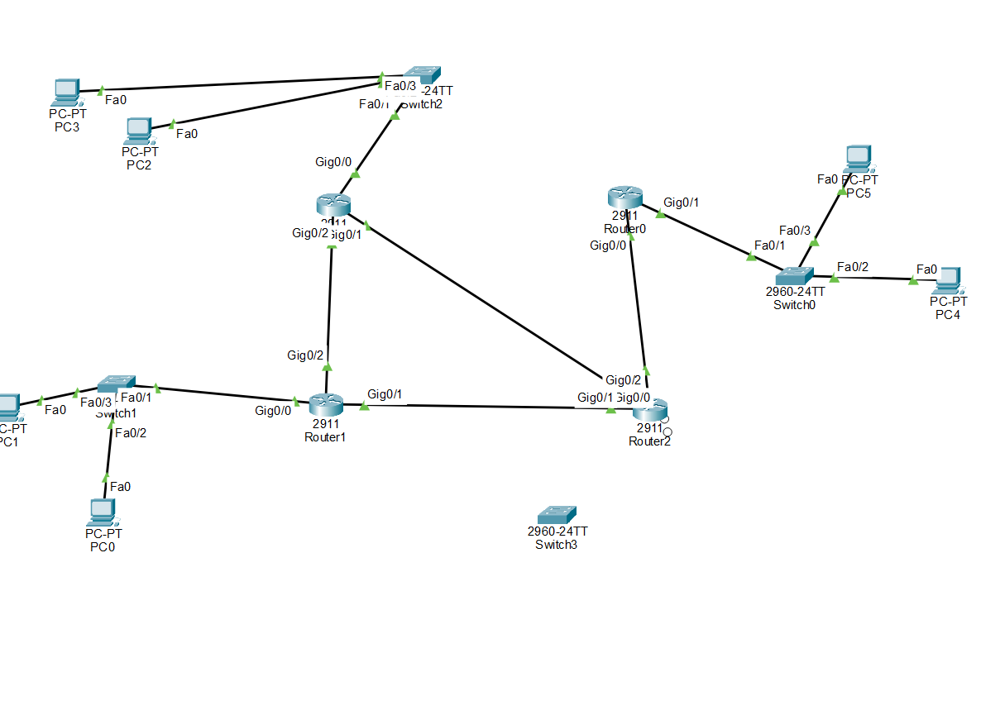 Fa0/3
-24TT
Fa0
Fa0/1
Switch2
PC-PT
PC3
Fa0
PC-PT
PC2
Gig0/0
Gig0/2
Gig0/1
Fa0
PC-PT
PC5
Gig0/1
2911
Router0
Gig0/0
Fa0/3
Fa0/1
Fa0/2
Fa0
2960-24TT
Switch0
PC-PT
PC4
Gig0/2
Gig0/2
Gig0/1
Gig0/1
Gig0/0
Fa0/1
Fa0/3
Fa0
Gig0/0
2911
Router1
2911
Router2
C-PT
PC1
Fa0/2
Fa0
PC-PT
PC0
2960-24TT
Switch3